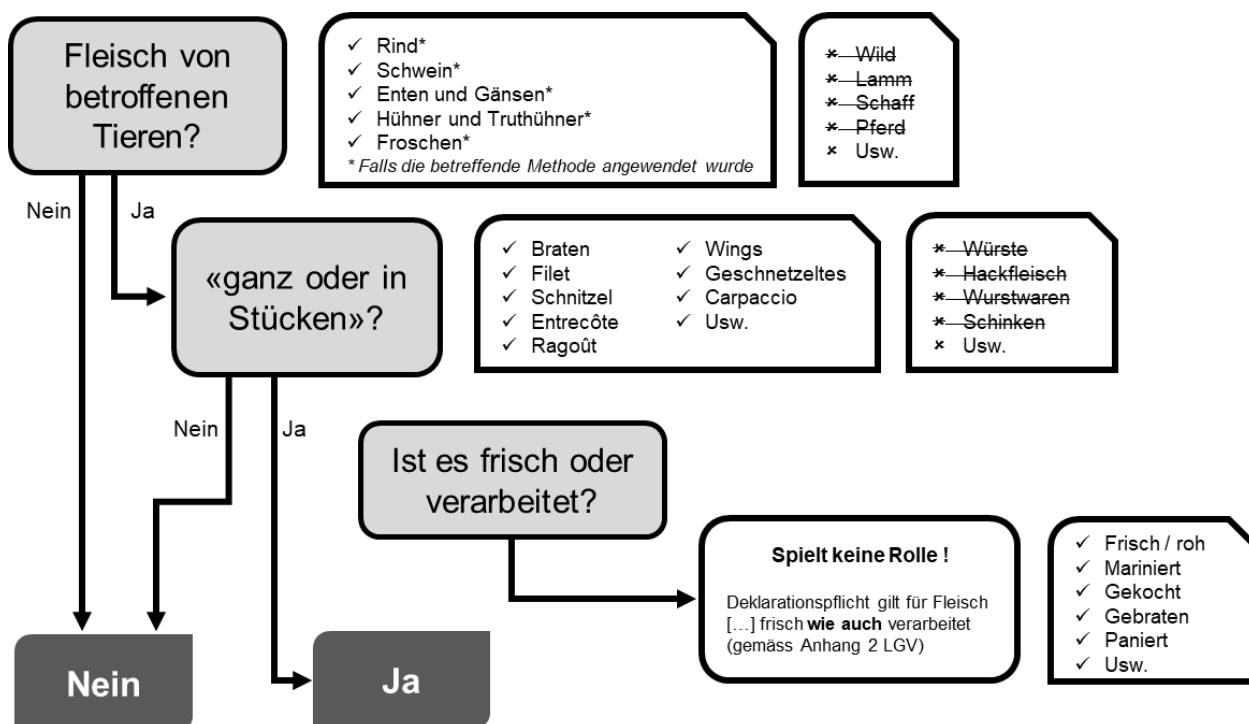 Fleisch von
betroffenen
Tieren?
✓ Rind*
✓ Schwein*
✓ Enten und Gänsen*
✓ Hühner und Truthühner*
✓ Froschen*
* Falls die betreffende Methode angewendet wurde
× Wild
× Lamm
× Schaff
× Pferd
× Usw.
Nein
Ja
«ganz oder in
Stücken»?
✓ Braten
✓ Filet
✓ Schnitzel
✓ Entrecôte
✓ Ragoût
✓ Wings
✓ Geschnetzeltes
✓ Carpaccio
✓ Usw.
× Würste
× Hackfleisch
× Wurstwaren
× Schinken
× Usw.
Nein
Ja
Ist es frisch oder
verarbeitet?
Spielt keine Rolle !
Deklarationspflicht gilt für Fleisch
[…] frisch wie auch verarbeitet
(gemäss Anhang 2 LGV)
✓ Frisch / roh
✓ Mariniert
✓ Gekocht
✓ Gebraten
✓ Paniert
✓ Usw.
Nein
Ja